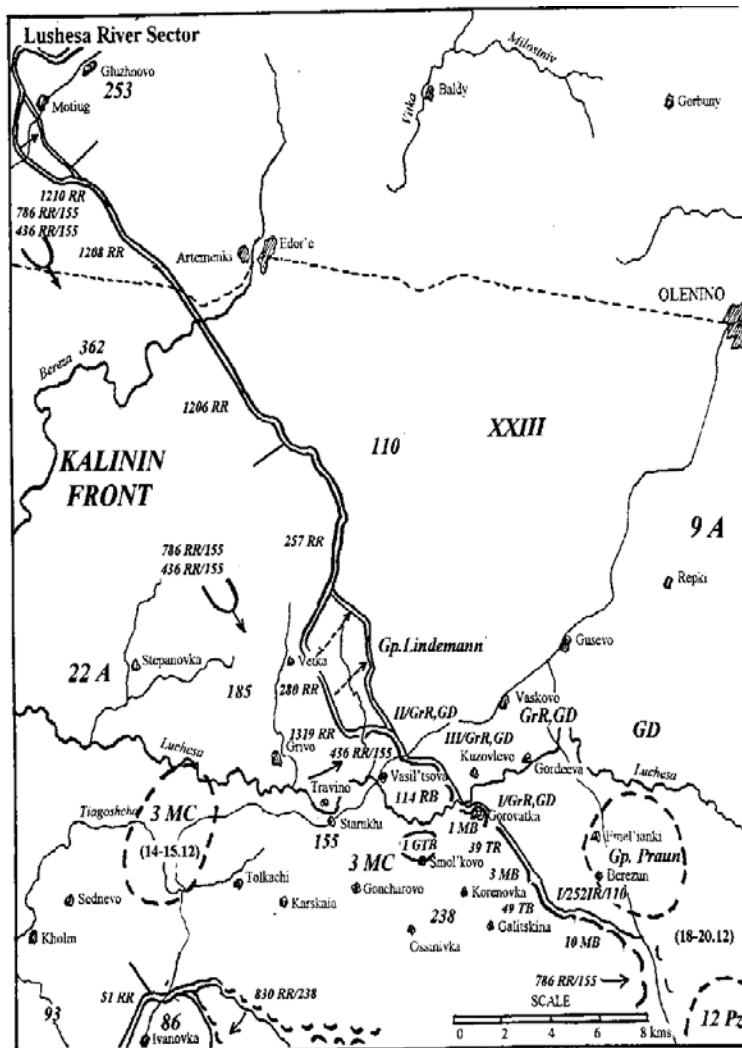 Lushesa River Sector
Gluzhnovo
253
Motiug
Milostniv
Vitka
Baldy
Gorbuny
1210 RR
786 RR/155
436 RR/155
1208 RR
Artemenki
Edor'e
OLENINO
362
Bereza
1206 RR
110
XXIII
KALININ
FRONT
9 A
257 RR
786 RR/155
436 RR/155
Repki
Stepanovka
22 A
Vetka
Gp. Lindemann
Gusevo
185
280 RR
II/GrR,GD
Vaskovo
GrR,GD
1319 RR
436 RR/155
III/GrR,GD
GD
Luchesa
Grivo
Kuzovlevo
Gordeeva
Luchesa
Vasil'tsova
Travino
114 RB
I/GrR,GD
Gorovatka
Tiagoshcha
3 MC
Starukhi
1 MB
(14-15.12)
155
1 GTB
39 TR
Emel'ianki
3 MC
Smol'kovo
Gp. Praun
3 MB
Berezun
Tolkachi
Goncharovo
Korenovka
I/252IR/110
Sednevo
Karskaia
49 TB
238
Galitskina
Kholm
Ossinivka
10 MB
(18-20.12)
51 RR
830 RR/238
786 RR/155
SCALE
93
86
12 Pz
Ivanovka
0 2 4 6 8 kms